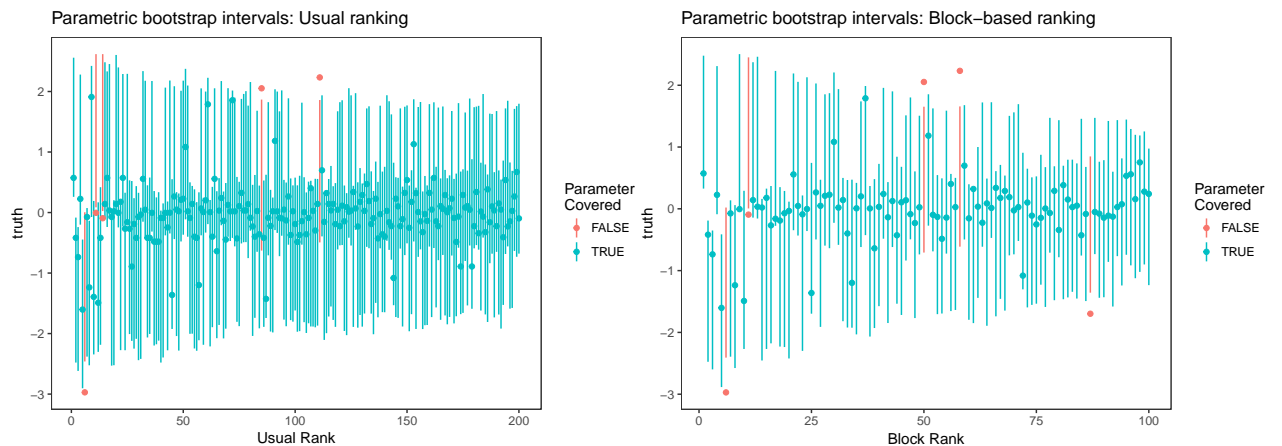 Parametric bootstrap intervals: Usual ranking
truth
2
1
0
−1
−2
−3
0
50
100
150
200
Usual Rank
Parameter
Covered
FALSE
TRUE
Parametric bootstrap intervals: Block−based ranking
truth
2
1
0
−1
−2
−3
0
25
50
75
100
Block Rank
Parameter
Covered
FALSE
TRUE